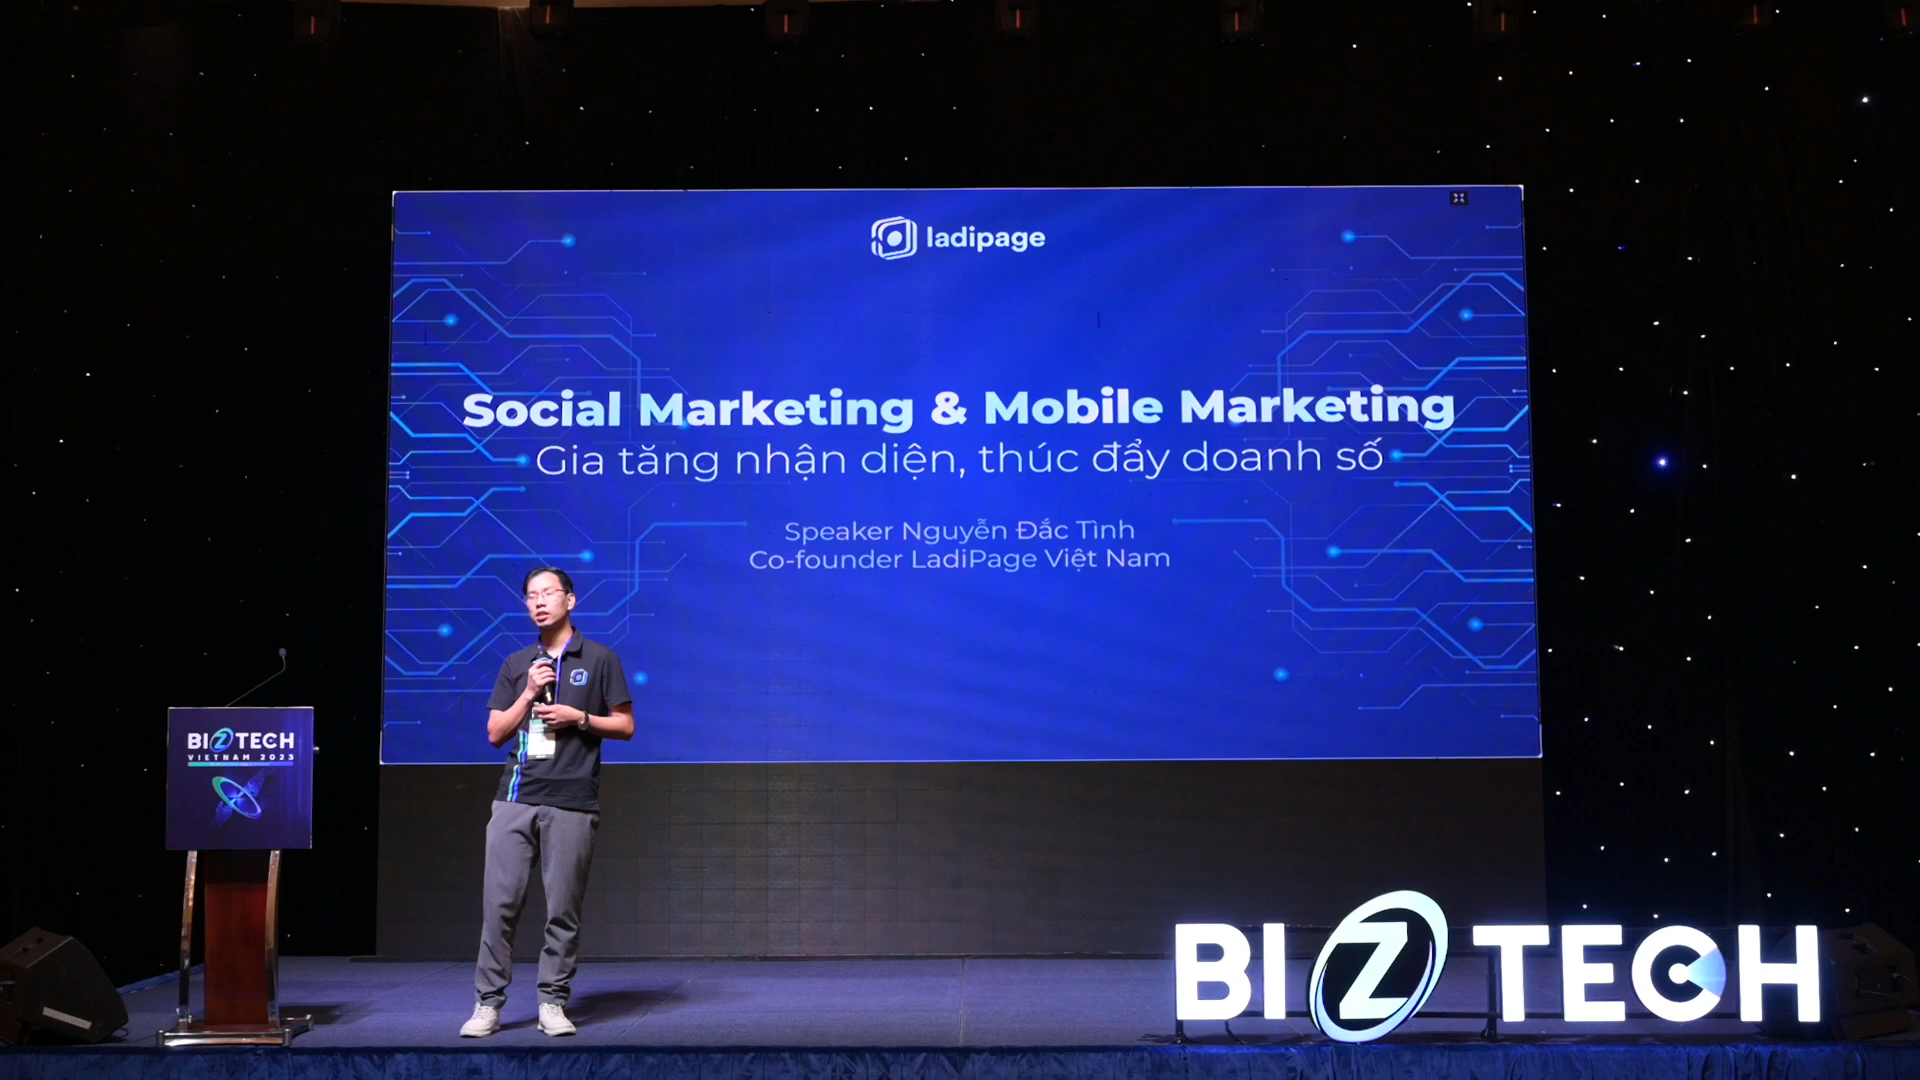 ladipage
Social Marketing & Mobile Marketing
Gia tăng nhận diện, thúc đẩy doanh số
Speaker Nguyễn Đắc Tình
Co-founder LadiPage Việt Nam
BIZTECH
VIETNAM 2023
BIZTECH